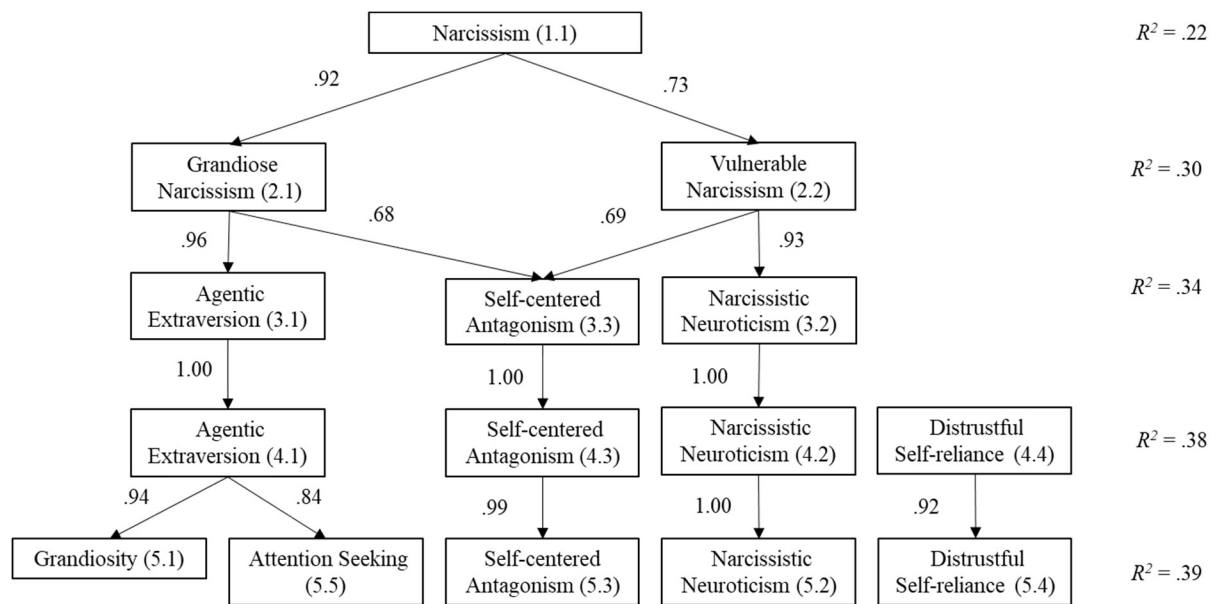 Narcissism (1.1)
R² = .22
.92
.73
Grandiose
Narcissism (2.1)
Vulnerable
Narcissism (2.2)
R² = .30
.68
.69
.96
.93
Agentic
Extraversion (3.1)
Self-centered
Antagonism (3.3)
Narcissistic
Neuroticism (3.2)
R² = .34
1.00
1.00
1.00
Agentic
Extraversion (4.1)
Self-centered
Antagonism (4.3)
Narcissistic
Neuroticism (4.2)
Distrustful
Self-reliance (4.4)
R² = .38
.94
.84
.99
1.00
.92
Grandiosity (5.1)
Attention Seeking
(5.5)
Self-centered
Antagonism (5.3)
Narcissistic
Neuroticism (5.2)
Distrustful
Self-reliance (5.4)
R² = .39